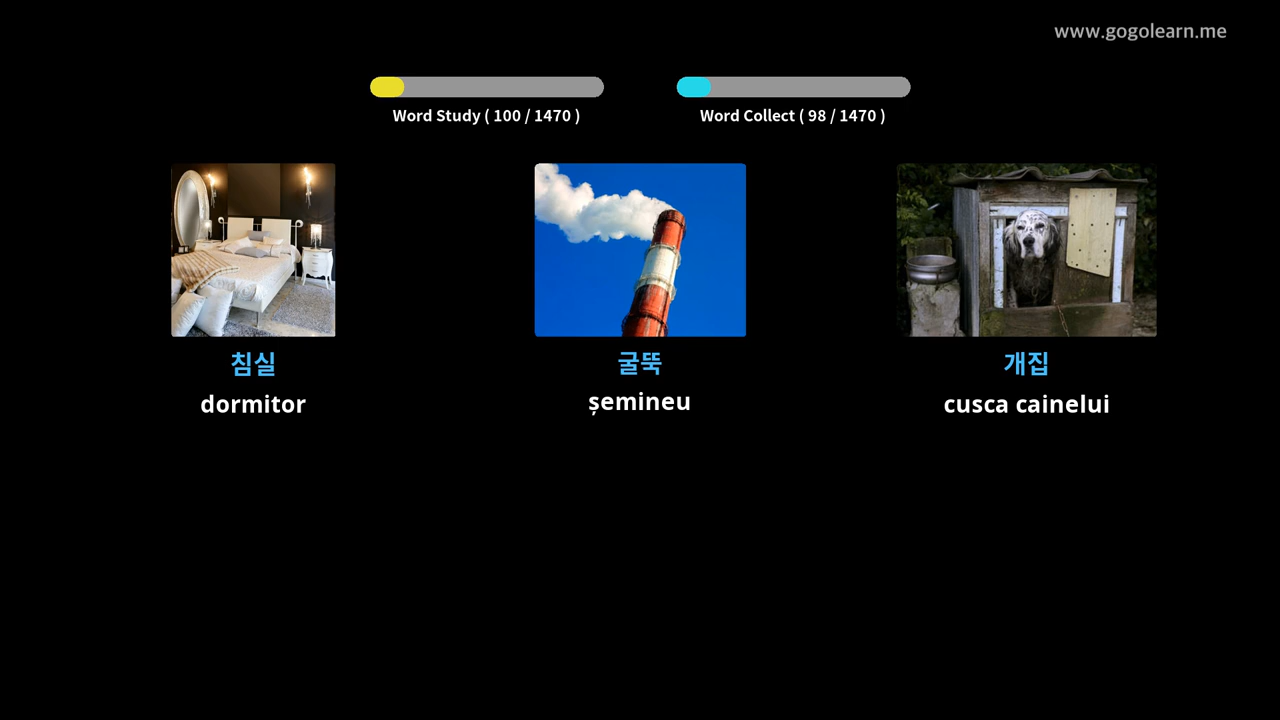 www.gogolearn.me
Word Study ( 100 / 1470 )
Word Collect ( 98 / 1470 )
침실
굴뚝
개집
dormitor
șemineu
cusca cainelui